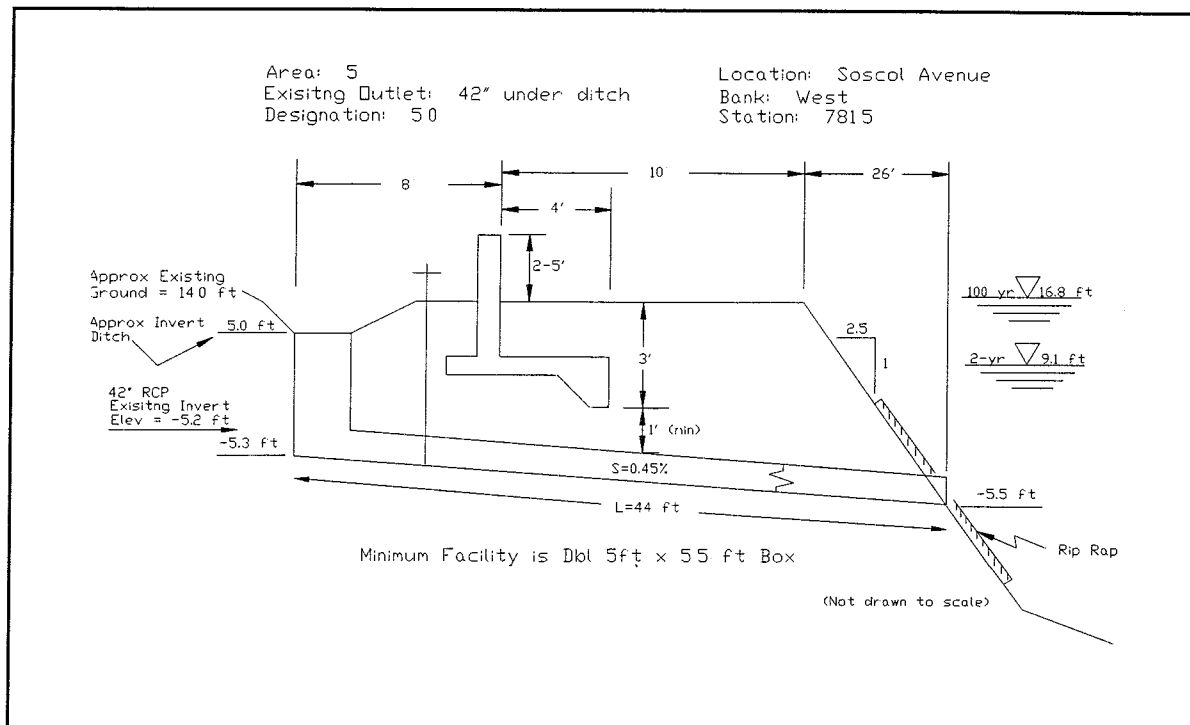 Area: 5
Exisitng Outlet: 42" under ditch
Designation: 50
Location: Soscol Avenue
Bank: West
Station: 7815
8
10
26'
4'
2-5'
Approx Existing
Ground = 140 ft
Approx Invert
Ditch
5.0 ft
42" RCP
Exisitng Invert
Elev = -5.2 ft
-5.3 ft
3'
1' (min)
S=0.45%
L=44 ft
2.5
1
100 yr 16.8 ft
2-yr 9.1 ft
-5.5 ft
Rip Rap
Minimum Facility is Dbl 5ft x 55 ft Box
(Not drawn to scale)